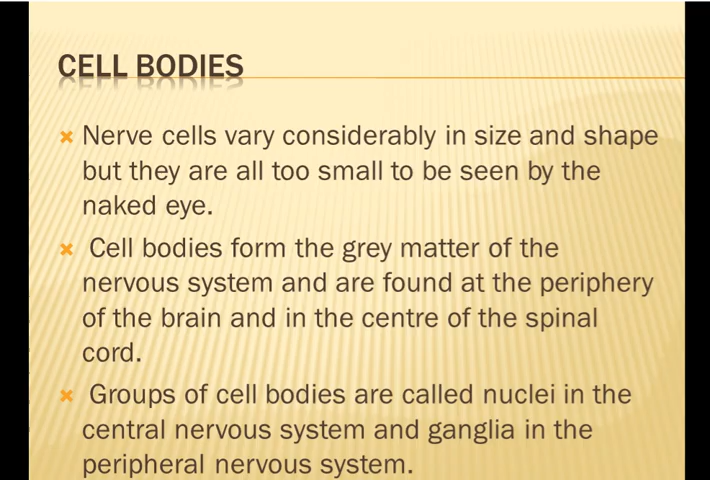 CELL BODIES
Nerve cells vary considerably in size and shape
but they are all too small to be seen by the
naked eye.
Cell bodies form the grey matter of the
nervous system and are found at the periphery
of the brain and in the centre of the spinal
cord.
Groups of cell bodies are called nuclei in the
central nervous system and ganglia in the
peripheral nervous system.